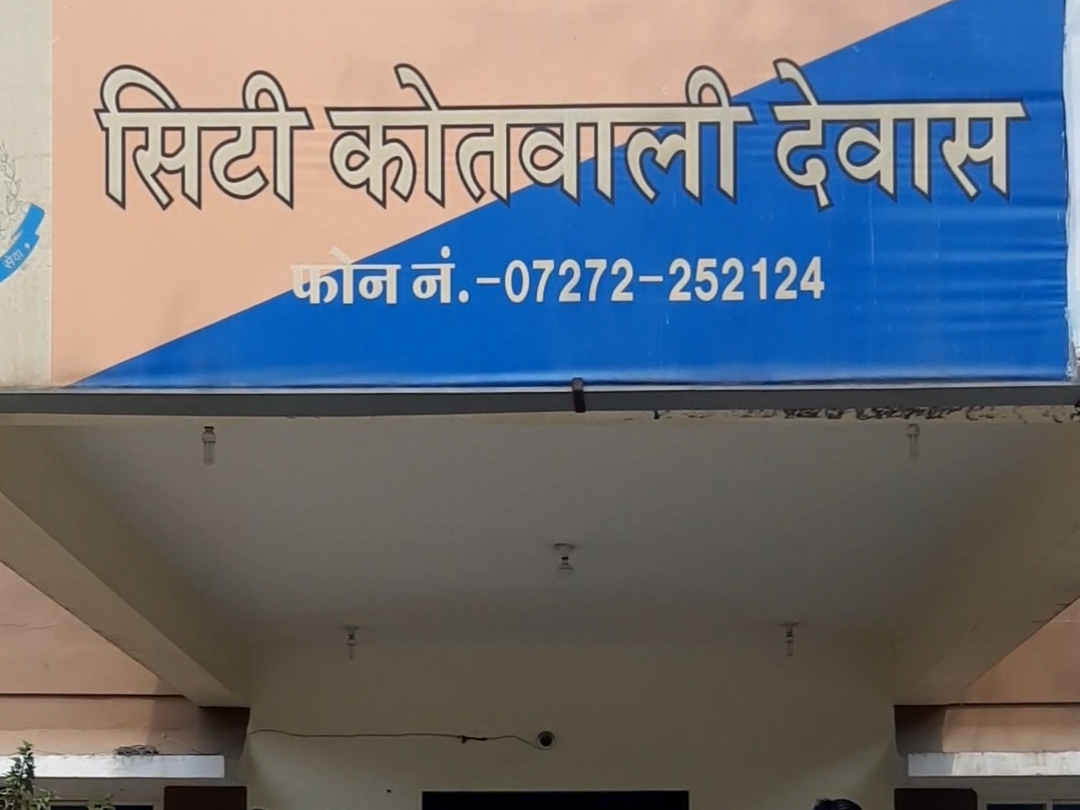 सिटी कोतवाली देवास
फोन नं.-07272-252124
सेवा